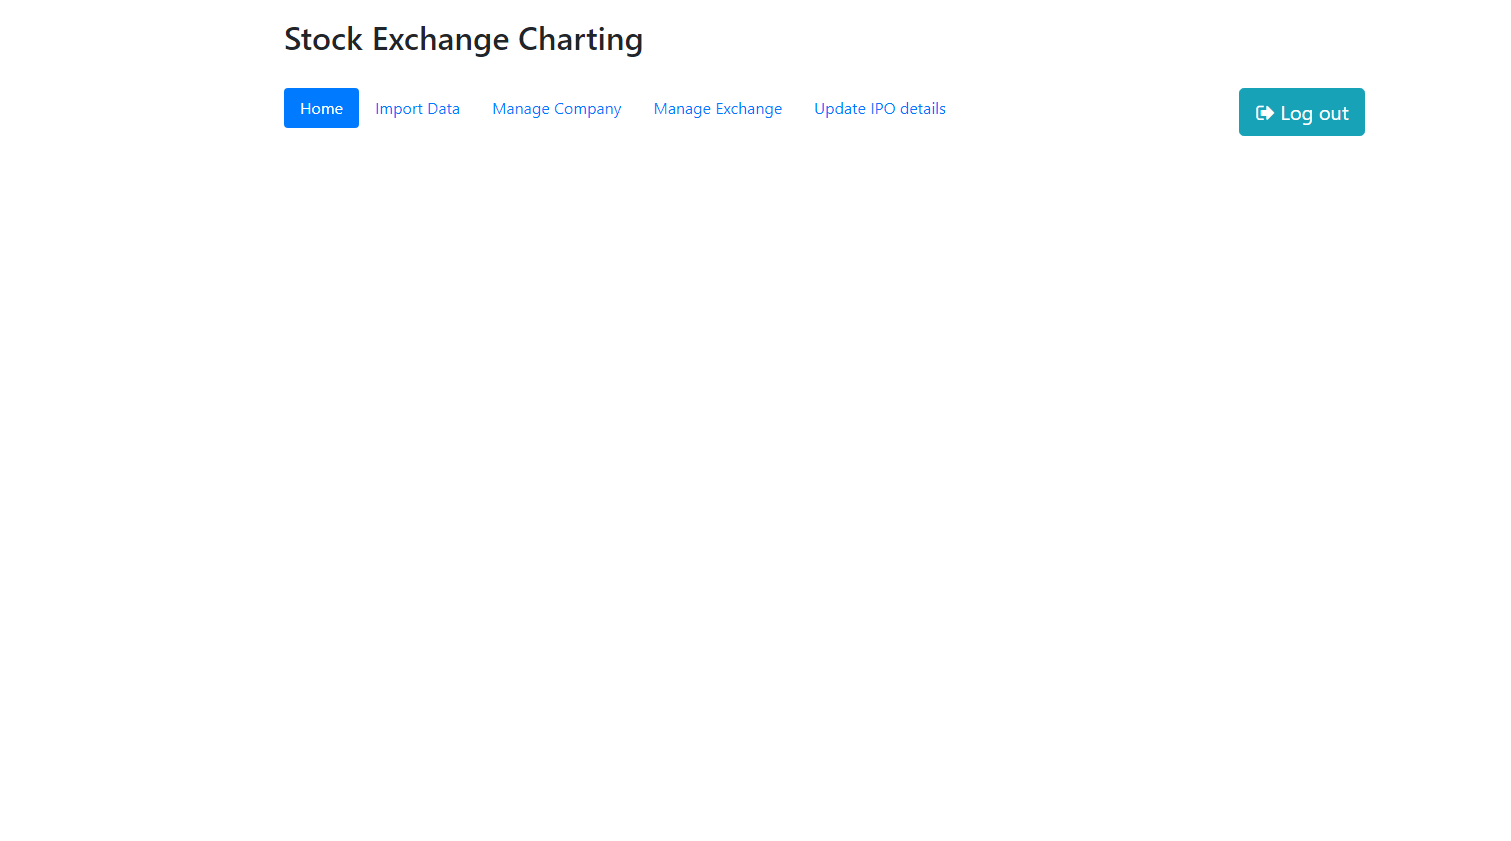 Stock Exchange Charting
Home Import Data Manage Company Manage Exchange Update IPO details Log out